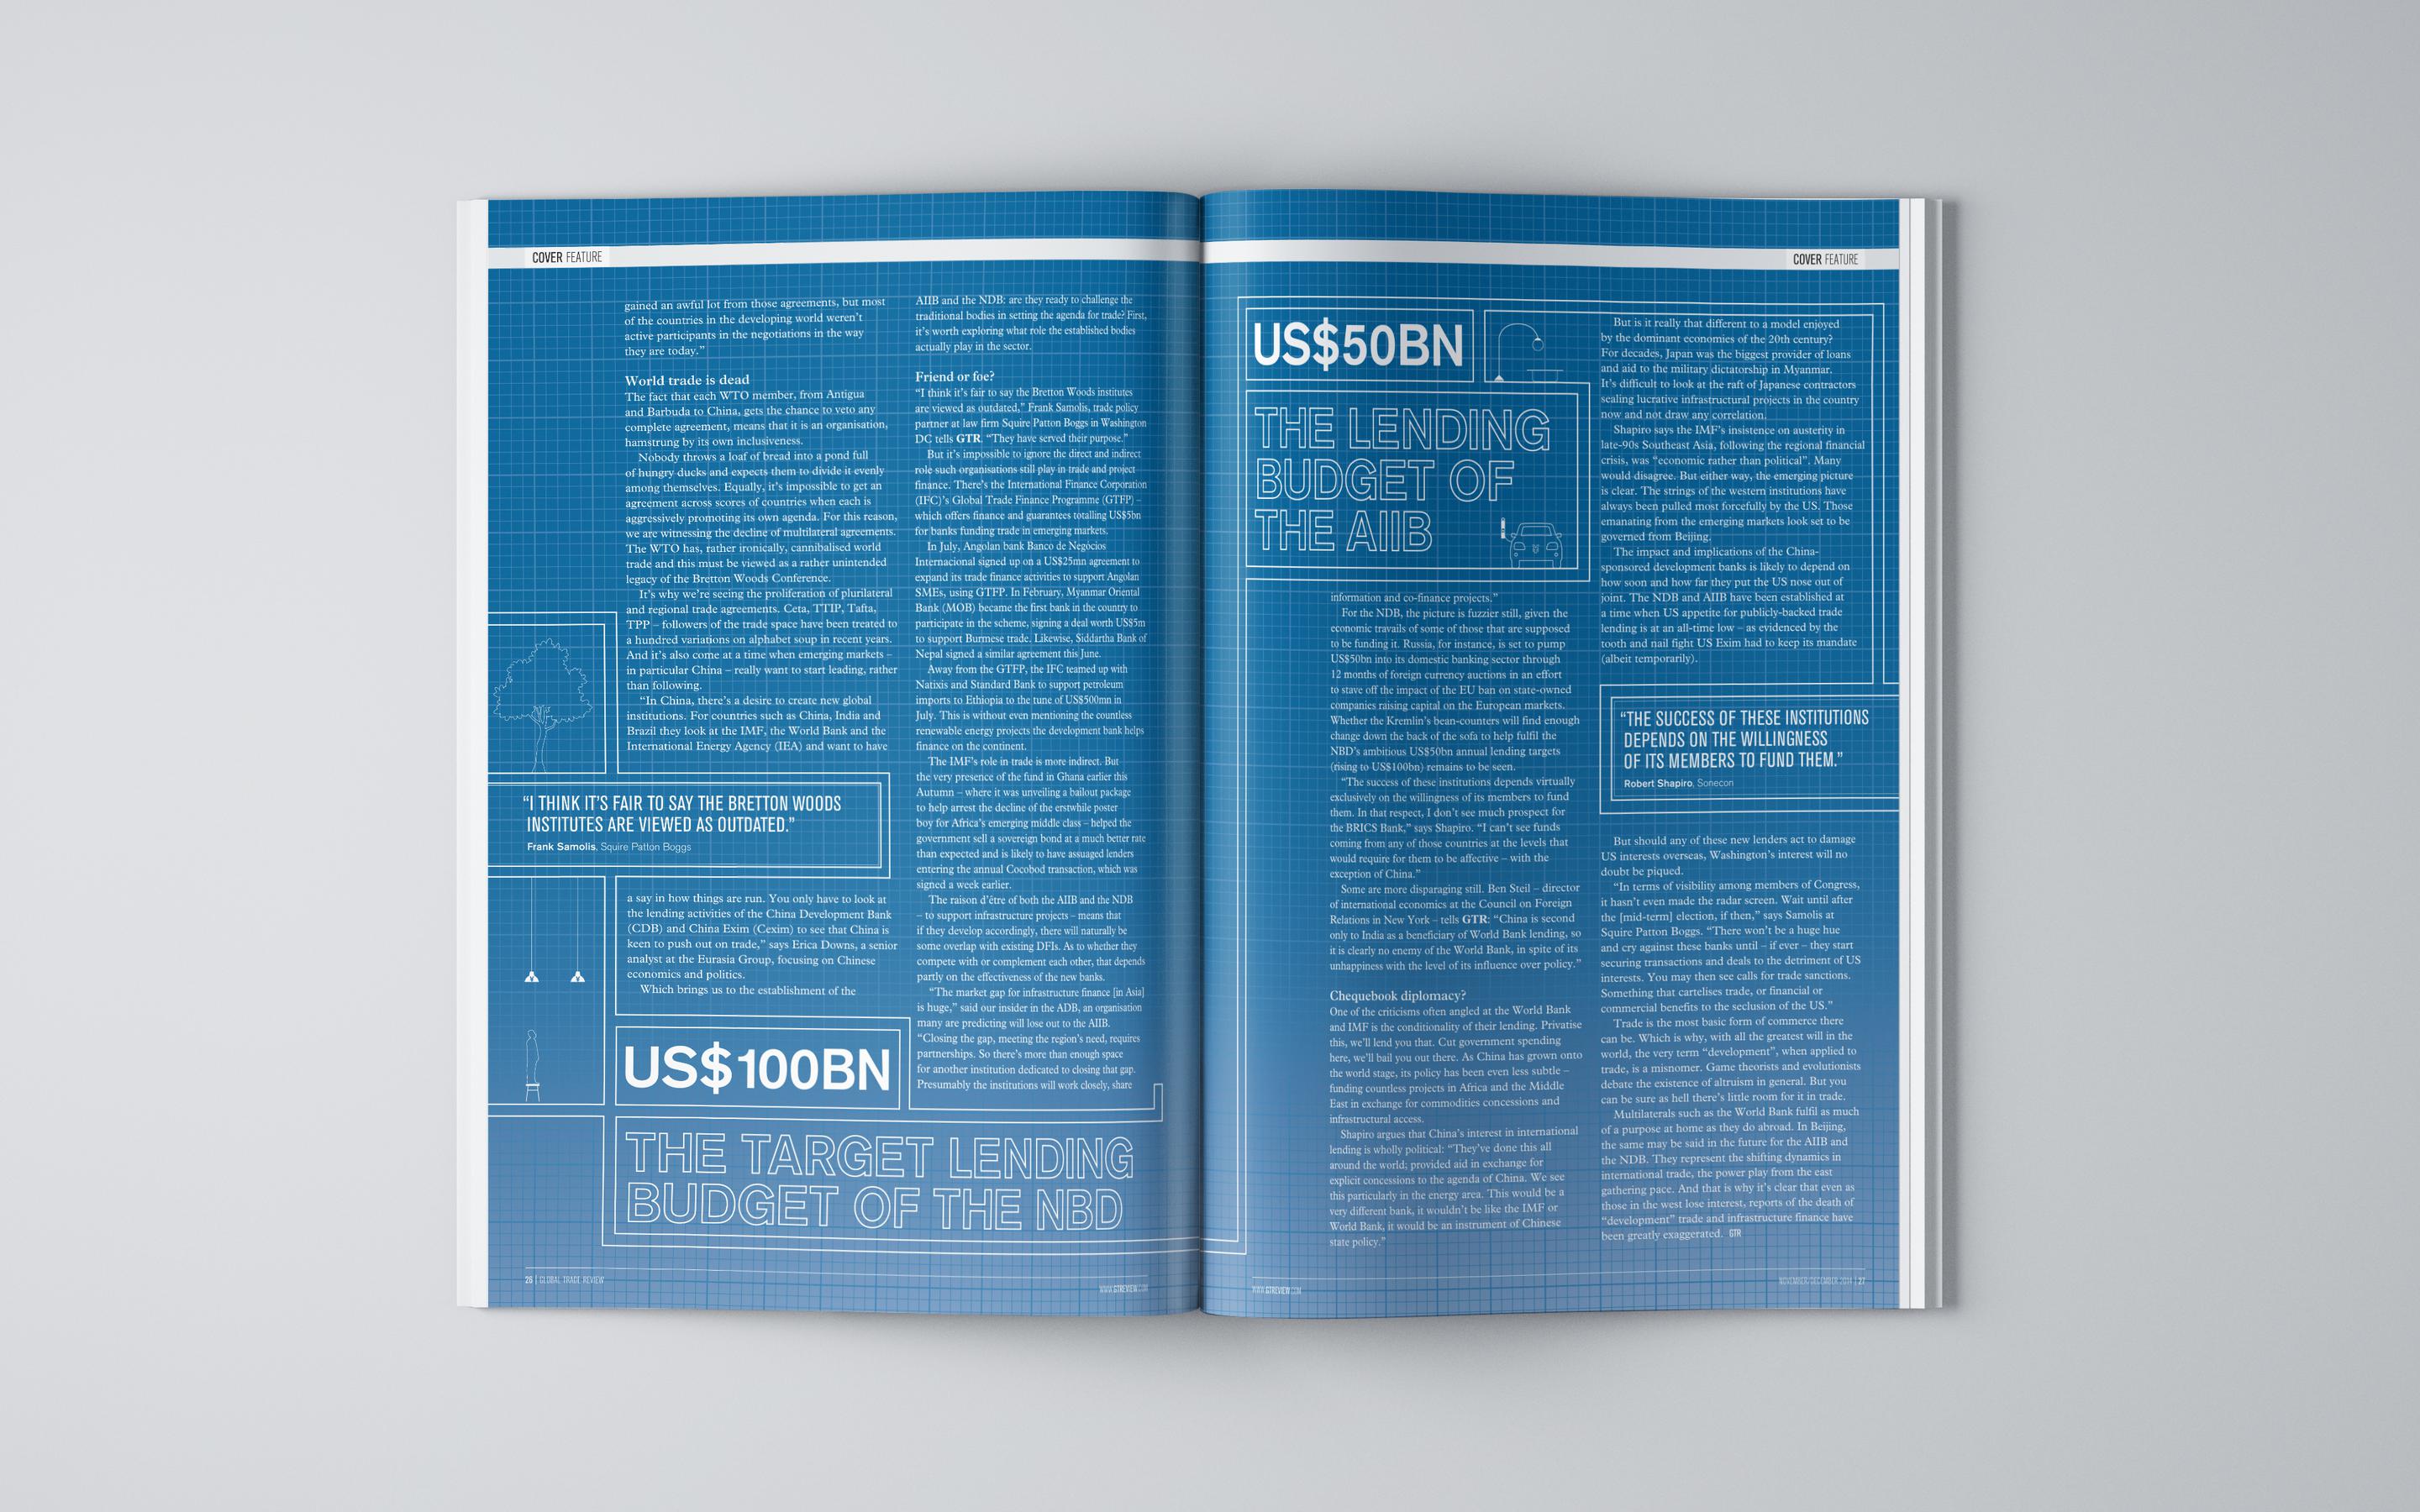 COVER FEATURE
gained an awful lot from those agreements, but most
of the countries in the developing world weren't
active participants in the negotiations in the way
they are today."
World trade is dead
The fact that each WTO member, from Antigua
and Barbuda to China, gets the chance to veto any
complete agreement, means that it is an organisation,
hamstrung by its own inclusiveness.
Nobody throws a loaf of bread into a pond full
of hungry ducks and expects them to divide it evenly
among themselves. Equally, it's impossible to get an
agreement across scores of countries when each is
aggressively promoting its own agenda. For this reason,
we are witnessing the decline of multilateral agreements.
The WTO has, rather ironically, cannibalised world
trade and this must be viewed as a rather unintended
legacy of the Bretton Woods Conference.
It's why we're seeing the proliferation of plurilateral
and regional trade agreements. Ceta, TTIP, Tafta,
TPP – followers of the trade space have been treated to
a hundred variations on alphabet soup in recent years.
And it's also come at a time when emerging markets –
in particular China – really want to start leading, rather
than following.
"In China, there's a desire to create new global
institutions. For countries such as China, India and
Brazil they look at the IMF, the World Bank and the
International Energy Agency (IEA) and want to have
"I THINK IT'S FAIR TO SAY THE BRETTON WOODS
INSTITUTES ARE VIEWED AS OUTDATED."
Frank Samolis, Squire Patton Boggs
a say in how things are run. You only have to look at
the lending activities of the China Development Bank
(CDB) and China Exim (Cexim) to see that China is
keen to push out on trade," says Erica Downs, a senior
analyst at the Eurasia Group, focusing on Chinese
economics and politics.
Which brings us to the establishment of the
US$100BN
THE TARGET LENDING
BUDGET OF THE NBD
AIIB and the NDB: are they ready to challenge the
traditional bodies in setting the agenda for trade? First,
it's worth exploring what role the established bodies
actually play in the sector.
Friend or foe?
"I think it's fair to say the Bretton Woods institutes
are viewed as outdated," Frank Samolis, trade policy
partner at law firm Squire Patton Boggs in Washington
DC tells GTR. "They have served their purpose."
But it's impossible to ignore the direct and indirect
role such organisations still play in trade and project
finance. There's the International Finance Corporation
(IFC)'s Global Trade Finance Programme (GTFP) –
which offers finance and guarantees totalling US$5bn
for banks funding trade in emerging markets.
In July, Angolan bank Banco de Negócios
Internacional signed up on a US$25mn agreement to
expand its trade finance activities to support Angolan
SMEs, using GTFP. In February, Myanmar Oriental
Bank (MOB) became the first bank in the country to
participate in the scheme, signing a deal worth US$5m
to support Burmese trade. Likewise, Siddartha Bank of
Nepal signed a similar agreement this June.
Away from the GTFP, the IFC teamed up with
Natixis and Standard Bank to support petroleum
imports to Ethiopia to the tune of US$500mn in
July. This is without even mentioning the countless
renewable energy projects the development bank helps
finance on the continent.
The IMF's role in trade is more indirect. But
the very presence of the fund in Ghana earlier this
Autumn – where it was unveiling a bailout package
to help arrest the decline of the erstwhile poster
boy for Africa's emerging middle class – helped the
government sell a sovereign bond at a much better rate
than expected and is likely to have assuaged lenders
entering the annual Cocobod transaction, which was
signed a week earlier.
The raison d'être of both the AIIB and the NDB
– to support infrastructure projects – means that
if they develop accordingly, there will naturally be
some overlap with existing DFIs. As to whether they
compete with or complement each other, that depends
partly on the effectiveness of the new banks.
"The market gap for infrastructure finance [in Asia]
is huge," said our insider in the ADB, an organisation
many are predicting will lose out to the AIIB.
"Closing the gap, meeting the region's need, requires
partnerships. So there's more than enough space
for another institution dedicated to closing that gap.
Presumably the institutions will work closely, share
26 | GLOBAL TRADE REVIEW
WWW.GTREVIEW.COM
COVER FEATURE
US$50BN
THE LENDING
BUDGET OF
THE AIIB
information and co-finance projects."
For the NDB, the picture is fuzzier still, given the
economic travails of some of those that are supposed
to be funding it. Russia, for instance, is set to pump
US$50bn into its domestic banking sector through
12 months of foreign currency auctions in an effort
to stave off the impact of the EU ban on state-owned
companies raising capital on the European markets.
Whether the Kremlin's bean-counters will find enough
change down the back of the sofa to help fulfil the
NBD's ambitious US$50bn annual lending targets
(rising to US$100bn) remains to be seen.
"The success of these institutions depends virtually
exclusively on the willingness of its members to fund
them. In that respect, I don't see much prospect for
the BRICS Bank," says Shapiro. "I can't see funds
coming from any of those countries at the levels that
would require for them to be affective – with the
exception of China."
Some are more disparaging still. Ben Steil – director
of international economics at the Council on Foreign
Relations in New York – tells GTR: "China is second
only to India as a beneficiary of World Bank lending, so
it is clearly no enemy of the World Bank, in spite of its
unhappiness with the level of its influence over policy."
Chequebook diplomacy?
One of the criticisms often angled at the World Bank
and IMF is the conditionality of their lending. Privatise
this, we'll lend you that. Cut government spending
here, we'll bail you out there. As China has grown onto
the world stage, its policy has been even less subtle –
funding countless projects in Africa and the Middle
East in exchange for commodities concessions and
infrastructural access.
Shapiro argues that China's interest in international
lending is wholly political: "They've done this all
around the world; provided aid in exchange for
explicit concessions to the agenda of China. We see
this particularly in the energy area. This would be a
very different bank, it wouldn't be like the IMF or
World Bank, it would be an instrument of Chinese
state policy."
But is it really that different to a model enjoyed
by the dominant economies of the 20th century?
For decades, Japan was the biggest provider of loans
and aid to the military dictatorship in Myanmar.
It's difficult to look at the raft of Japanese contractors
sealing lucrative infrastructural projects in the country
now and not draw any correlation.
Shapiro says the IMF's insistence on austerity in
late-90s Southeast Asia, following the regional financial
crisis, was "economic rather than political". Many
would disagree. But either way, the emerging picture
is clear. The strings of the western institutions have
always been pulled most forcefully by the US. Those
emanating from the emerging markets look set to be
governed from Beijing.
The impact and implications of the China-
sponsored development banks is likely to depend on
how soon and how far they put the US nose out of
joint. The NDB and AIIB have been established at
a time when US appetite for publicly-backed trade
lending is at an all-time low – as evidenced by the
tooth and nail fight US Exim had to keep its mandate
(albeit temporarily).
"THE SUCCESS OF THESE INSTITUTIONS
DEPENDS ON THE WILLINGNESS
OF ITS MEMBERS TO FUND THEM."
Robert Shapiro, Sonecon
But should any of these new lenders act to damage
US interests overseas, Washington's interest will no
doubt be piqued.
"In terms of visibility among members of Congress,
it hasn't even made the radar screen. Wait until after
the [mid-term] election, if then," says Samolis at
Squire Patton Boggs. "There won't be a huge hue
and cry against these banks until – if ever – they start
securing transactions and deals to the detriment of US
interests. You may then see calls for trade sanctions.
Something that cartelises trade, or financial or
commercial benefits to the seclusion of the US."
Trade is the most basic form of commerce there
can be. Which is why, with all the greatest will in the
world, the very term "development", when applied to
trade, is a misnomer. Game theorists and evolutionists
debate the existence of altruism in general. But you
can be sure as hell there's little room for it in trade.
Multilaterals such as the World Bank fulfil as much
of a purpose at home as they do abroad. In Beijing,
the same may be said in the future for the AIIB and
the NDB. They represent the shifting dynamics in
international trade, the power play from the east
gathering pace. And that is why it's clear that even as
those in the west lose interest, reports of the death of
"development" trade and infrastructure finance have
been greatly exaggerated. GTR
WWW.GTREVIEW.COM
NOVEMBER/DECEMBER 2014 | 27